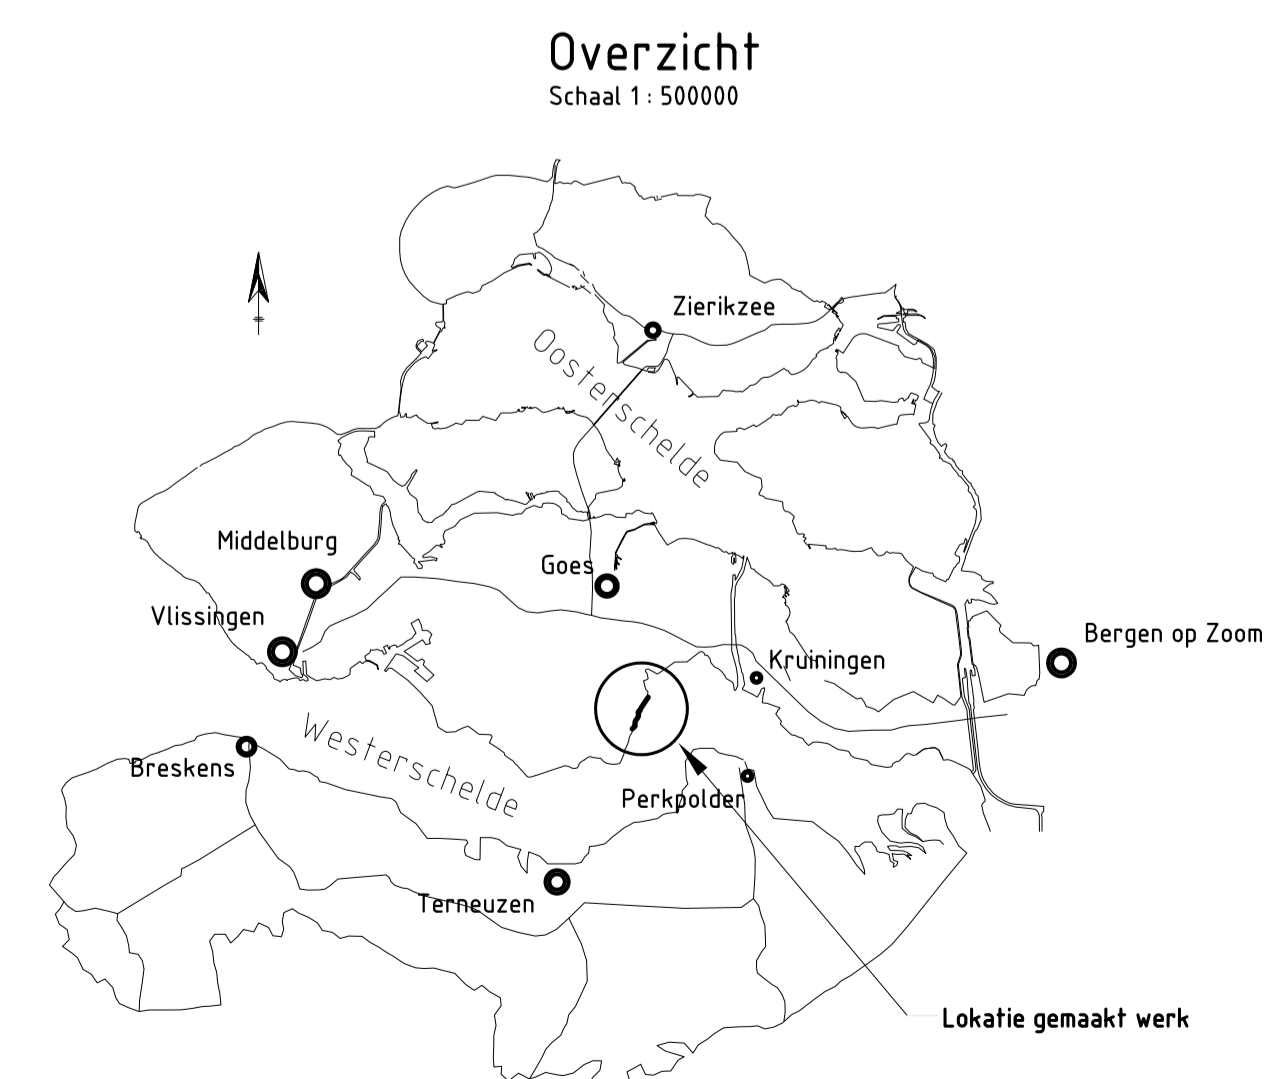 Overzicht
Schaal 1 : 500000
Zierikzee
Oosterschelde
Middelburg
Goes
Vlissingen
Bergen op Zoom
Kruiningen
Westerschelde
Breskens
Perkpolder
Terneuzen
Lokatie gemaakt werk